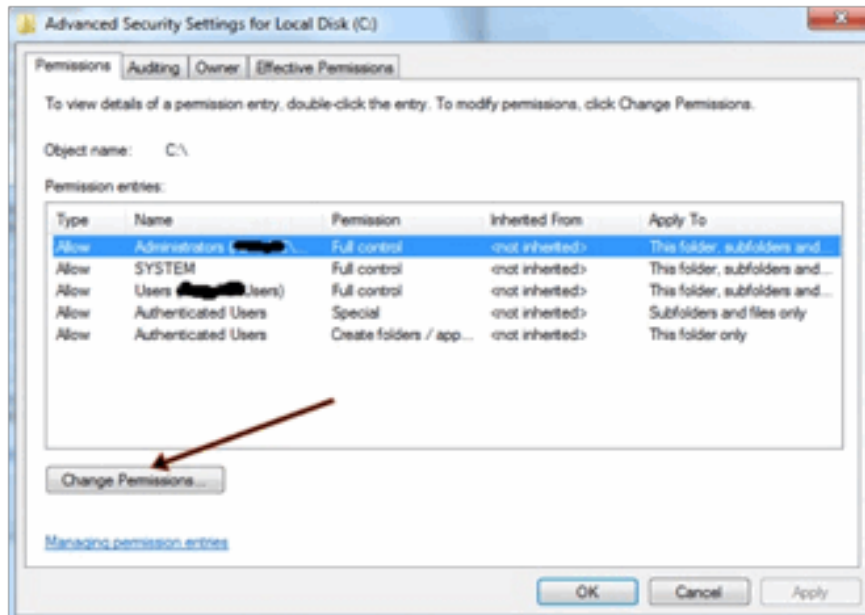 Advanced Security Settings for Local Disk (C:)
Permissions Auditing Owner Effective Permissions
To view details of a permission entry, double-click the entry. To modify permissions, click Change Permissions.
Object name: C:\
Permission entries:
Type Name Permission Inherited From Apply To
Allow Administrators ( \... Full control <not inherited> This folder, subfolders and...
Allow SYSTEM Full control <not inherited> This folder, subfolders and...
Allow Users Users) Full control <not inherited> This folder, subfolders and...
Allow Authenticated Users Special <not inherited> Subfolders and files only
Allow Authenticated Users Create folders / app... <not inherited> This folder only
Change Permissions...
Managing permission entries
OK Cancel Apply